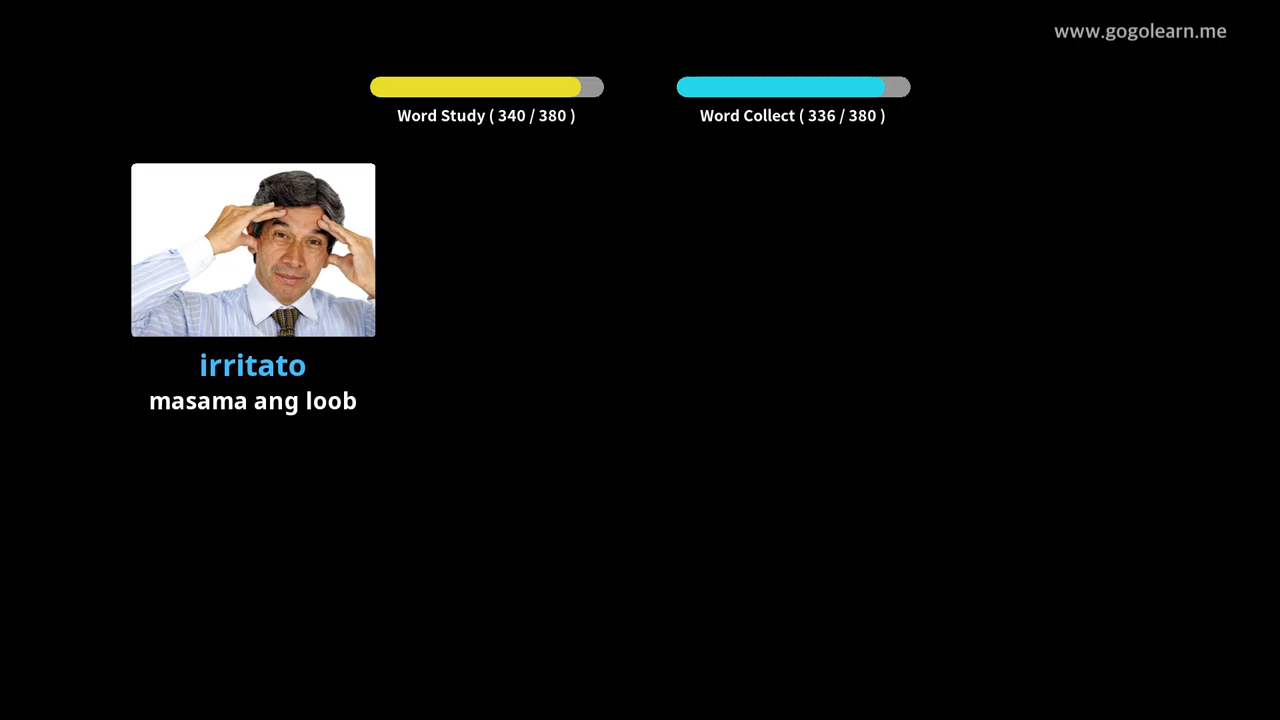 www.gogolearn.me
Word Study ( 340 / 380 )
Word Collect ( 336 / 380 )
irritato
masama ang loob